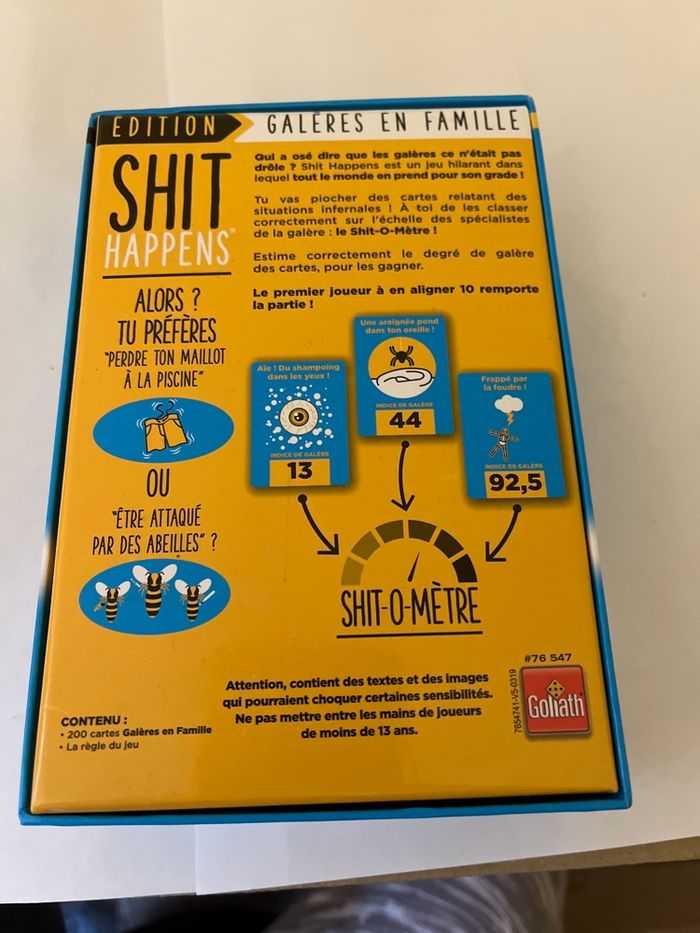 ÉDITION GALÈRES EN FAMILLE
SHIT
HAPPENS™
Qui a osé dire que les galères ce n'était pas
drôle ? Shit Happens est un jeu hilarant dans
lequel tout le monde en prend pour son grade !
Tu vas piocher des cartes relatant des
situations infernales ! À toi de les classer
correctement sur l'échelle des spécialistes
de la galère : le Shit-O-Mètre !
Estime correctement le degré de galère
des cartes, pour les gagner.
Le premier joueur à en aligner 10 remporte
la partie !
ALORS ?
TU PRÉFÈRES
"PERDRE TON MAILLOT
À LA PISCINE"
OU
"ÊTRE ATTAQUÉ
PAR DES ABEILLES" ?
Aïe ! Du shampoing
dans les yeux !
INDICE DE GALÈRE
13
Une araignée pond
dans ton oreille !
INDICE DE GALÈRE
44
Frappé par
la foudre !
INDICE DE GALÈRE
92,5
SHIT-O-MÈTRE
CONTENU :
• 200 cartes Galères en Famille
• La règle du jeu
Attention, contient des textes et des images
qui pourraient choquer certaines sensibilités.
Ne pas mettre entre les mains de joueurs
de moins de 13 ans.
#76 547
7654741-V5-0319
Goliath